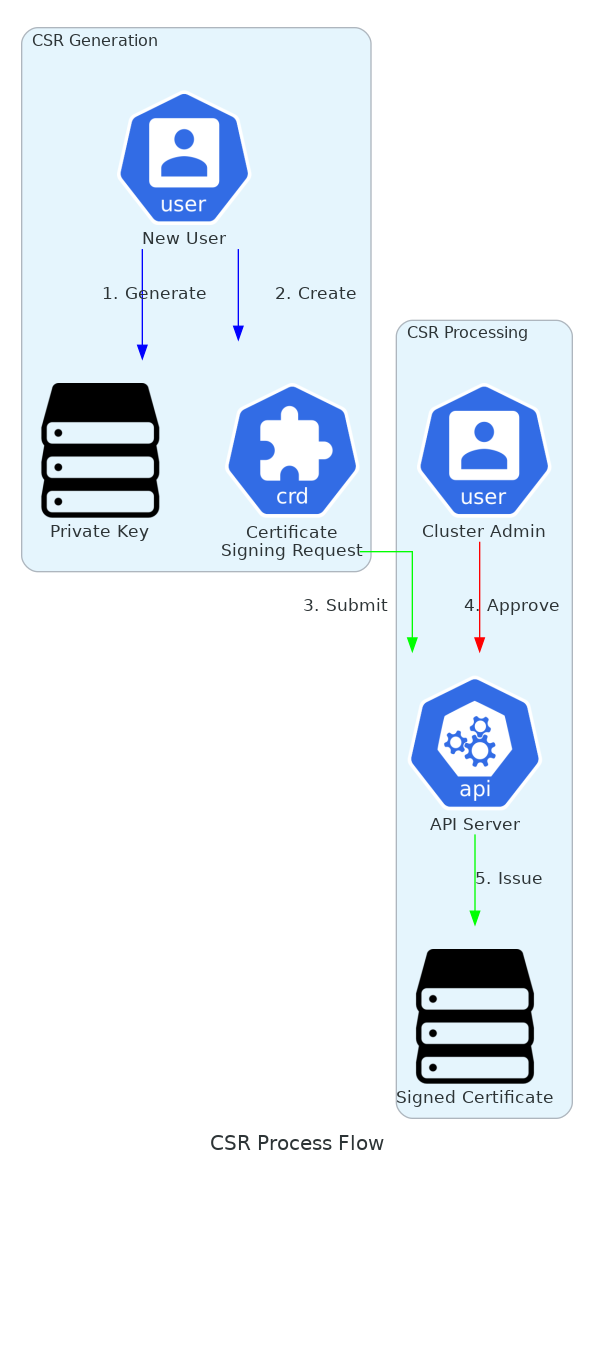 CSR Generation
user
New User
1. Generate
2. Create
Private Key
crd
Certificate
Signing Request
CSR Processing
user
Cluster Admin
3. Submit
4. Approve
api
API Server
5. Issue
Signed Certificate
CSR Process Flow